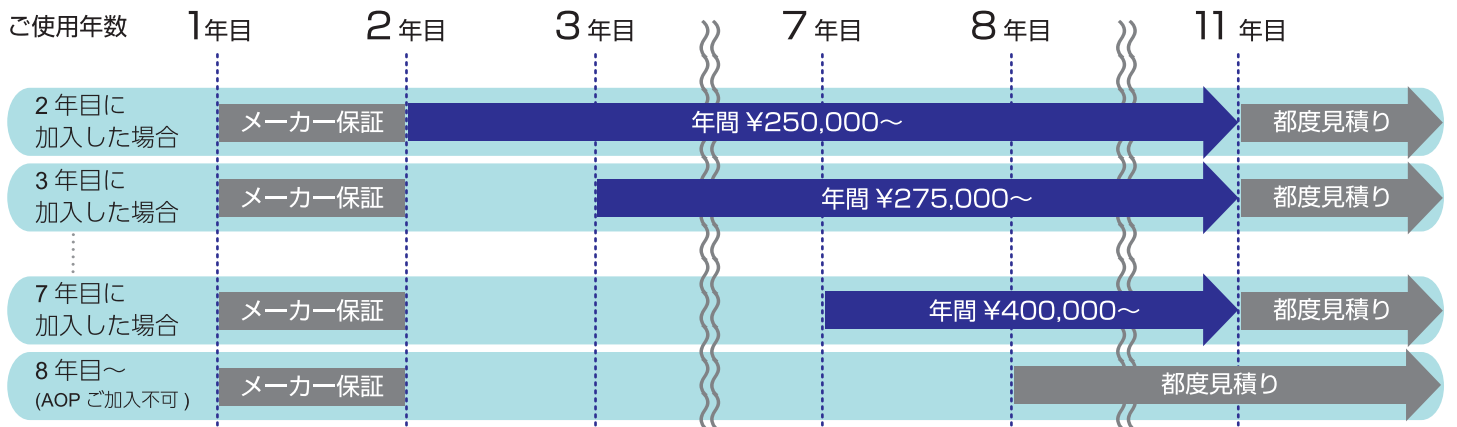 ご使用年数 1年目 2年目 3年目 7年目 8年目 11年目
2年目に
加入した場合
メーカー保証 年間 ¥250,000〜 都度見積り
3年目に
加入した場合
メーカー保証 年間 ¥275,000〜 都度見積り
7年目に
加入した場合
メーカー保証 年間 ¥400,000〜 都度見積り
8年目〜
(AOP ご加入不可)
メーカー保証 都度見積り